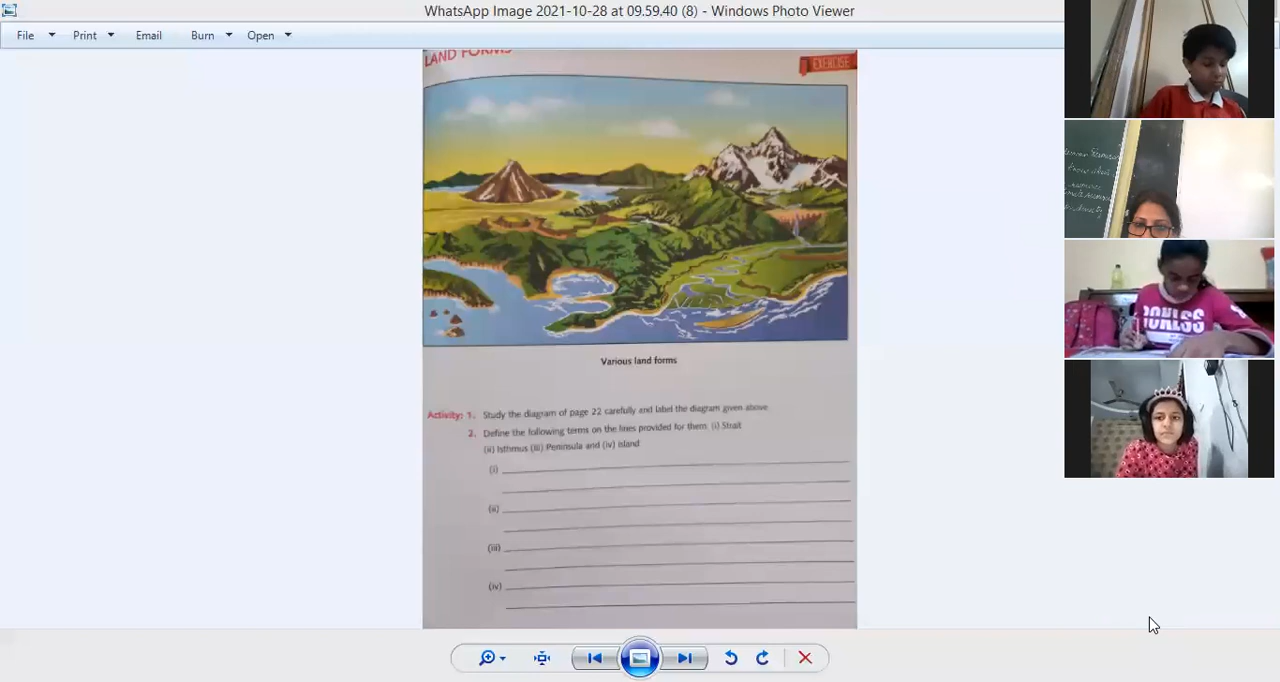 WhatsApp Image 2021-10-28 at 09.59.40 (8) - Windows Photo Viewer
File Print Email Burn Open
LAND FORMS
EXERCISE
Various land forms
Activity: 1. Study the diagram of page 22 carefully and label the diagram given above
2. Define the following terms on the lines provided for them. (i) Strait
(ii) Isthmus (iii) Peninsula and (iv) Island
(i)
(ii)
(iii)
(iv)